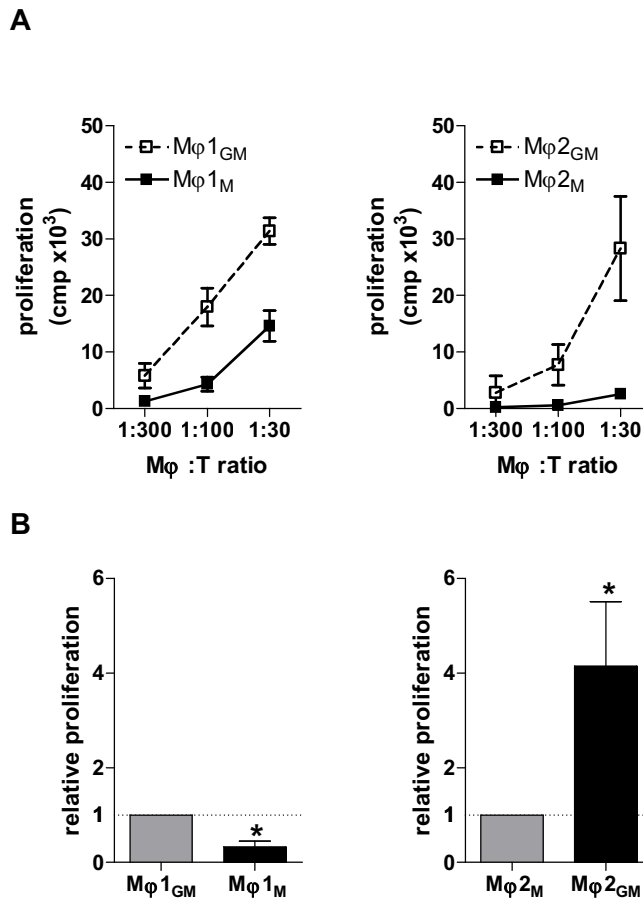 A
50
40
30
20
10
0
proliferation
(cmp x10³)
Mφ1GM
Mφ1M
1:300 1:100 1:30
Mφ :T ratio
50
40
30
20
10
0
proliferation
(cmp x10³)
Mφ2GM
Mφ2M
1:300 1:100 1:30
Mφ :T ratio
B
6
4
2
1
0
relative proliferation
*
Mφ1GM Mφ1M
6
4
2
1
0
relative proliferation
*
Mφ2M Mφ2GM